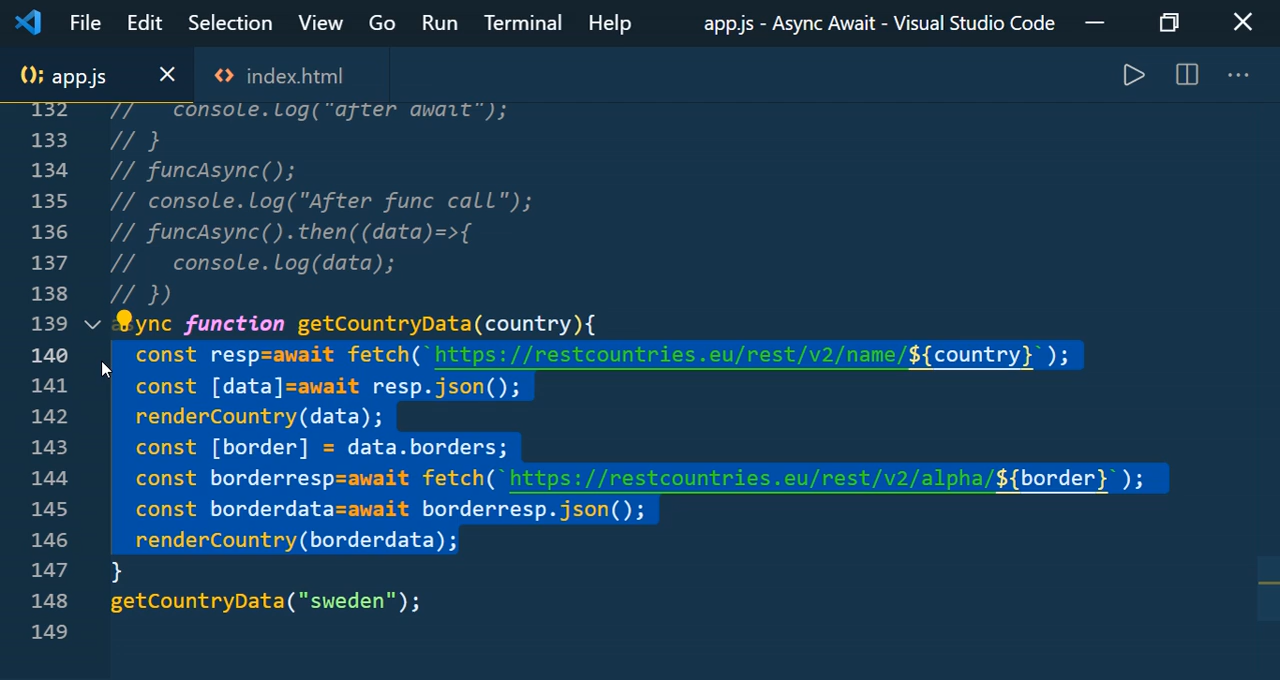 File Edit Selection View Go Run Terminal Help app.js - Async Await - Visual Studio Code
(); app.js index.html
132 //   console.log("after await");
133 // }
134 // funcAsync();
135 // console.log("After func call");
136 // funcAsync().then((data)=>{
137 //   console.log(data);
138 // })
139 async function getCountryData(country){
140   const resp=await fetch(`https://restcountries.eu/rest/v2/name/${country}`);
141   const [data]=await resp.json();
142   renderCountry(data);
143   const [border] = data.borders;
144   const borderresp=await fetch(`https://restcountries.eu/rest/v2/alpha/${border}`);
145   const borderdata=await borderresp.json();
146   renderCountry(borderdata);
147 }
148 getCountryData("sweden");
149